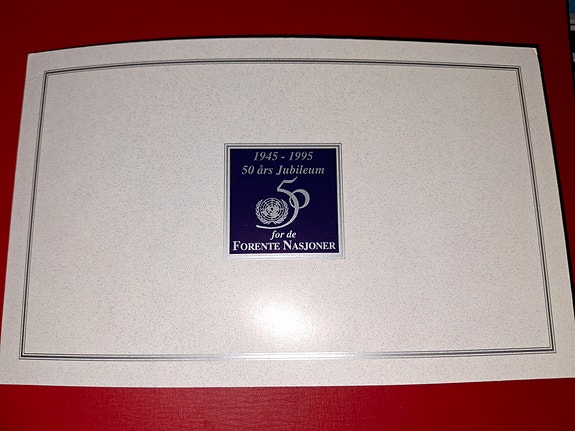 1945 - 1995
50 års Jubileum
50
for de
FORENTE NASJONER